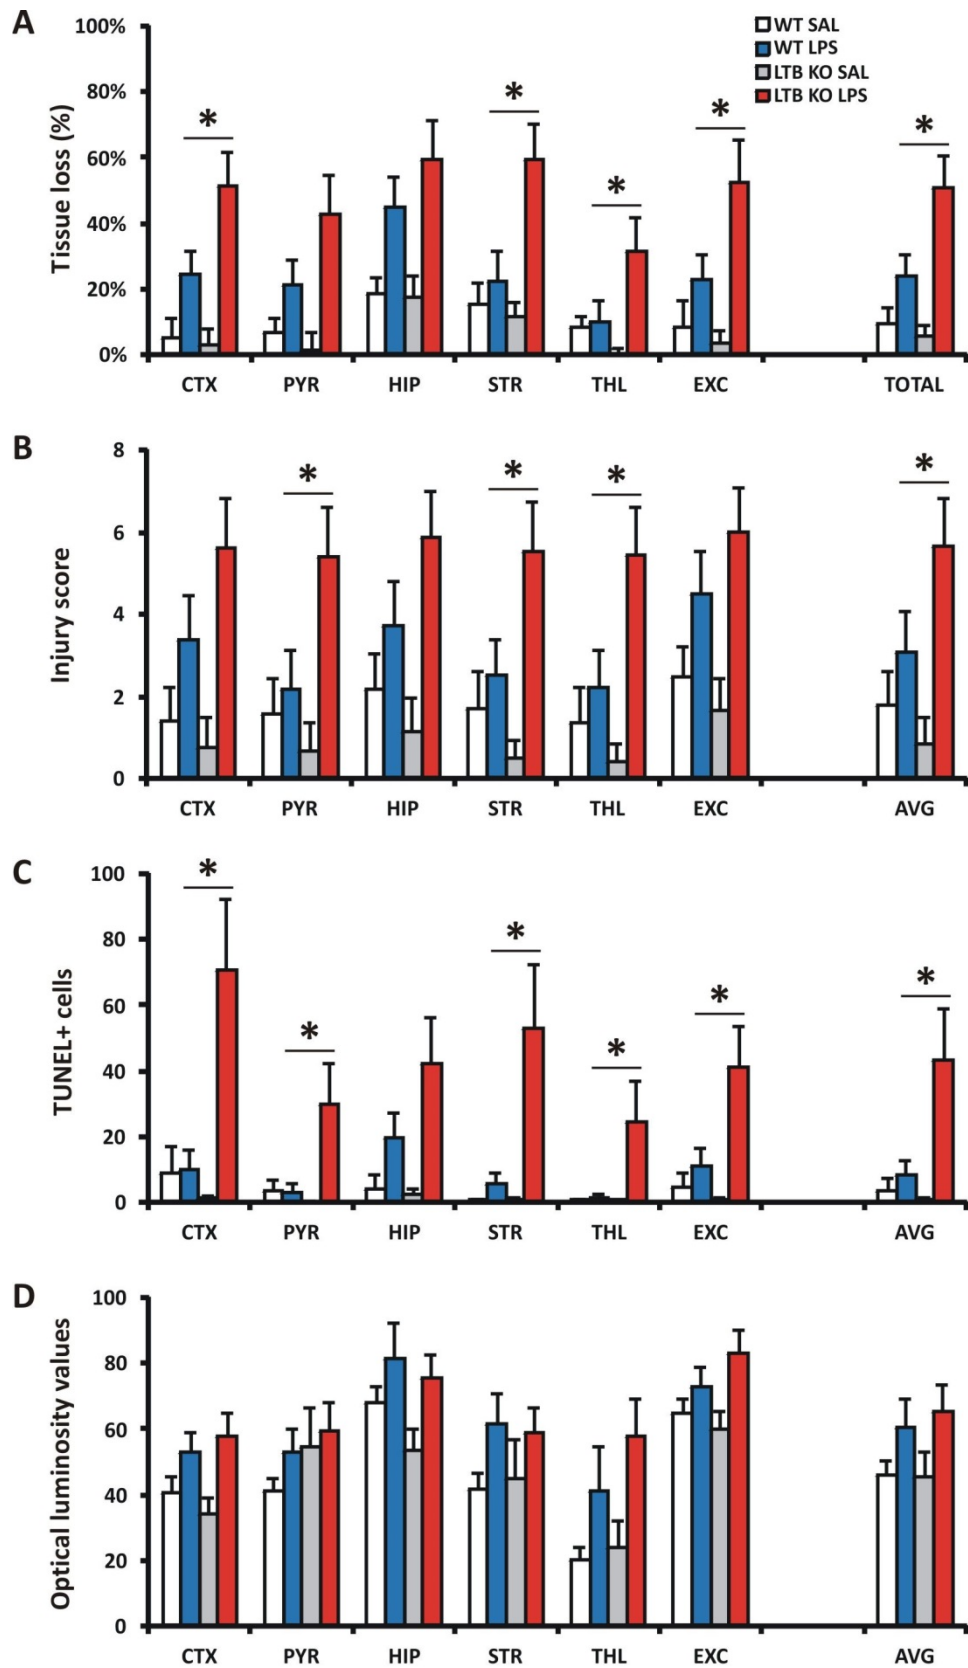 A
Tissue loss (%)
100%
80%
60%
40%
20%
0%
WT SAL
WT LPS
LTB KO SAL
LTB KO LPS
* * * * *
CTX PYR HIP STR THL EXC TOTAL
B
Injury score
8
6
4
2
0
* * * *
CTX PYR HIP STR THL EXC AVG
C
TUNEL+ cells
100
80
60
40
20
0
* * * * * *
CTX PYR HIP STR THL EXC AVG
D
Optical luminosity values
100
80
60
40
20
0
CTX PYR HIP STR THL EXC AVG